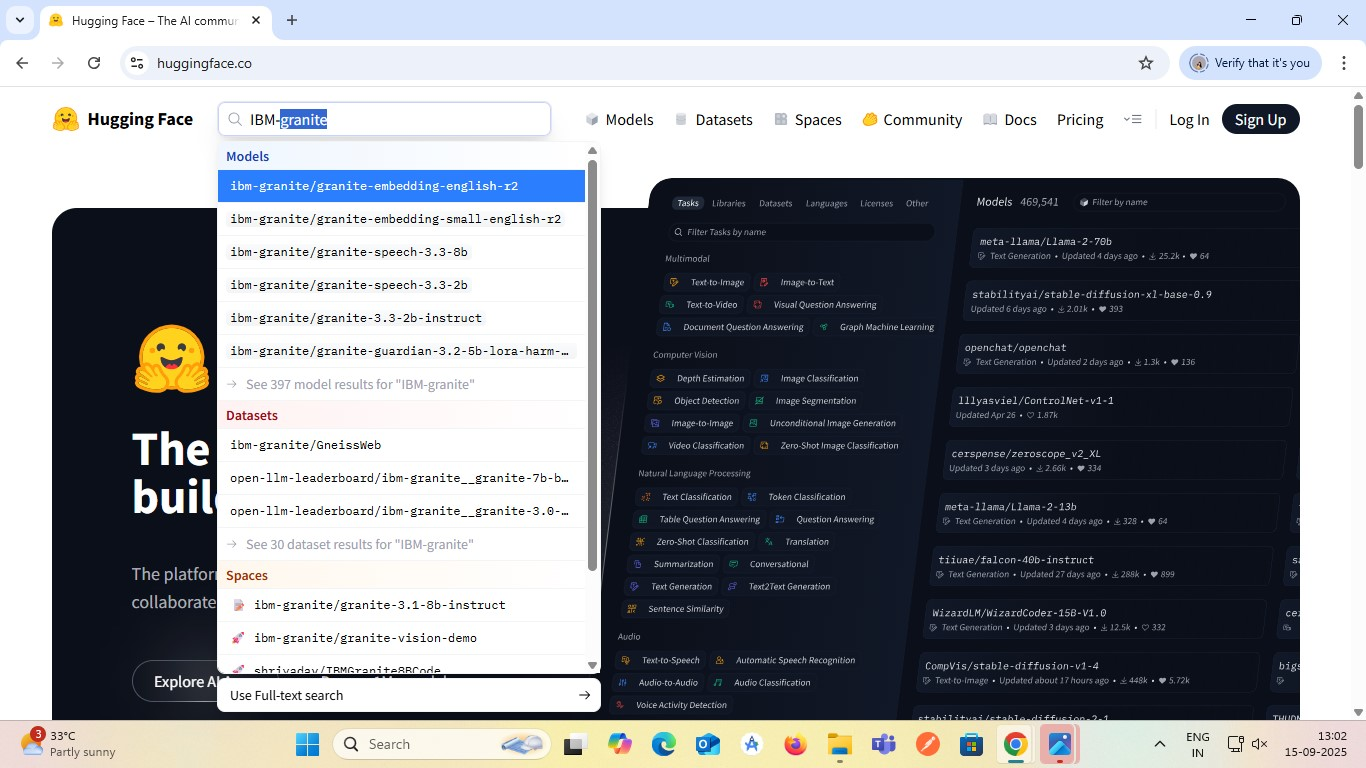 Hugging Face – The AI commun
huggingface.co
Verify that it's you
Hugging Face
IBM-granite
Models
Datasets
Spaces
Community
Docs
Pricing
Log In
Sign Up
Models
ibm-granite/granite-embedding-english-r2
ibm-granite/granite-embedding-small-english-r2
ibm-granite/granite-speech-3.3-8b
ibm-granite/granite-speech-3.3-2b
ibm-granite/granite-3.3-2b-instruct
ibm-granite/granite-guardian-3.2-5b-lora-harm-…
→ See 397 model results for "IBM-granite"
Datasets
ibm-granite/GneissWeb
open-llm-leaderboard/ibm-granite__granite-7b-b…
open-llm-leaderboard/ibm-granite__granite-3.0-…
→ See 30 dataset results for "IBM-granite"
Spaces
ibm-granite/granite-3.1-8b-instruct
ibm-granite/granite-vision-demo
shrivaday/IBMGranite8BCode
Use Full-text search →
The
buil
The platfor
collaborate
Explore AI
Tasks Libraries Datasets Languages Licenses Other
Filter Tasks by name
Multimodal
Text-to-Image Image-to-Text
Text-to-Video Visual Question Answering
Document Question Answering Graph Machine Learning
Computer Vision
Depth Estimation Image Classification
Object Detection Image Segmentation
Image-to-Image Unconditional Image Generation
Video Classification Zero-Shot Image Classification
Natural Language Processing
Text Classification Token Classification
Table Question Answering Question Answering
Zero-Shot Classification Translation
Summarization Conversational
Text Generation Text2Text Generation
Sentence Similarity
Audio
Text-to-Speech Automatic Speech Recognition
Audio-to-Audio Audio Classification
Voice Activity Detection
Models 469,541 Filter by name
meta-llama/Llama-2-70b
Text Generation • Updated 4 days ago • 25.2k • 64
stabilityai/stable-diffusion-xl-base-0.9
Updated 6 days ago • 2.01k • 393
openchat/openchat
Text Generation • Updated 2 days ago • 1.3k • 136
lllyasviel/ControlNet-v1-1
Updated Apr 26 • 1.87k
cerspense/zeroscope_v2_XL
Updated 3 days ago • 2.66k • 334
meta-llama/Llama-2-13b
Text Generation • Updated 4 days ago • 328 • 64
tiiuae/falcon-40b-instruct
Text Generation • Updated 27 days ago • 288k • 899
WizardLM/WizardCoder-15B-V1.0
Text Generation • Updated 3 days ago • 12.5k • 332
CompVis/stable-diffusion-v1-4
Text-to-Image • Updated about 17 hours ago • 448k • 5.72k
stabilityai/stable-diffusion-2-1
3
33°C
Partly sunny
Search
ENG
IN
13:02
15-09-2025